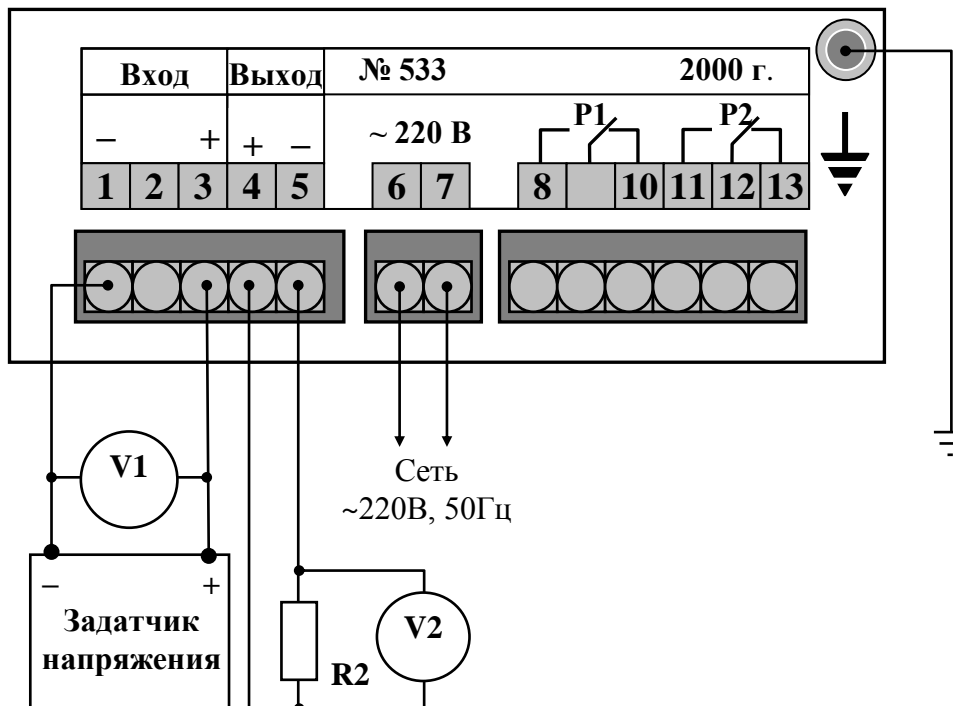 Вход Выход № 533 2000 г.
– + + – ~ 220 В Р1 Р2
1 2 3 4 5 6 7 8 10 11 12 13
V1
Сеть
~220В, 50Гц
– +
Задатчик
напряжения
V2
R2